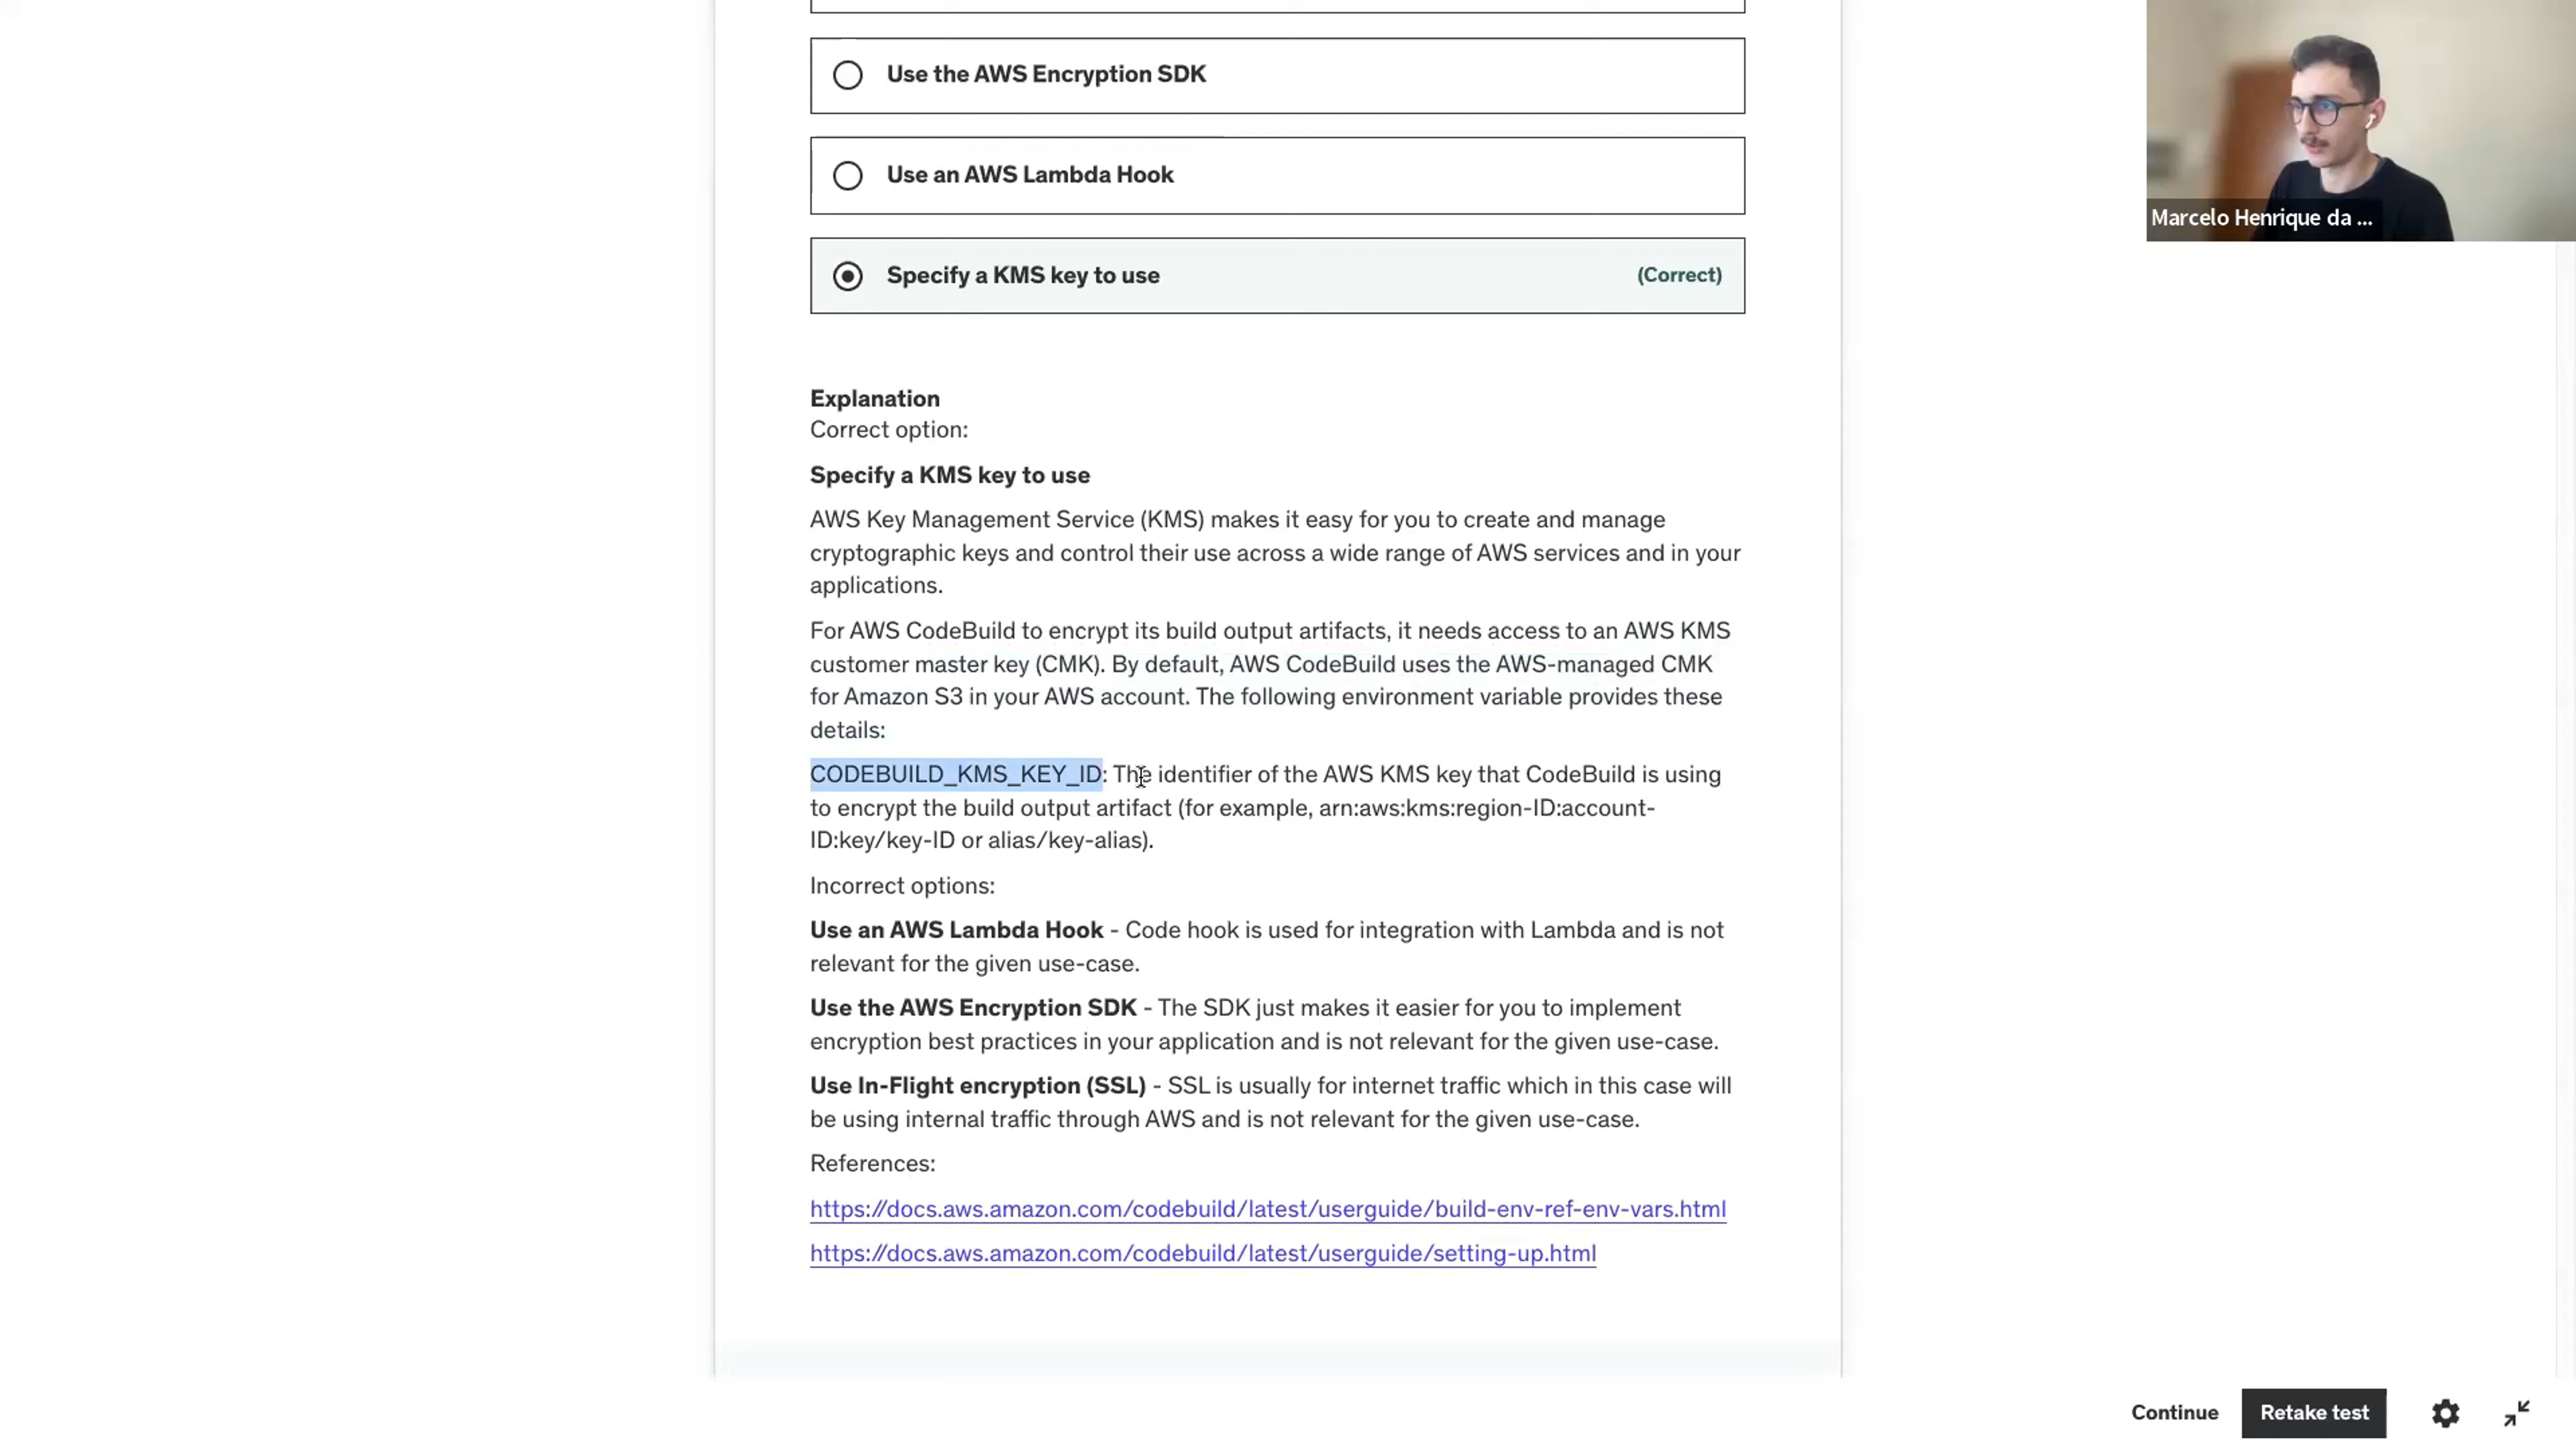 Use the AWS Encryption SDK
Use an AWS Lambda Hook
Specify a KMS key to use
(Correct)
Marcelo Henrique da ...
Explanation
Correct option:
Specify a KMS key to use
AWS Key Management Service (KMS) makes it easy for you to create and manage
cryptographic keys and control their use across a wide range of AWS services and in your
applications.
For AWS CodeBuild to encrypt its build output artifacts, it needs access to an AWS KMS
customer master key (CMK). By default, AWS CodeBuild uses the AWS-managed CMK
for Amazon S3 in your AWS account. The following environment variable provides these
details:
CODEBUILD_KMS_KEY_ID: The identifier of the AWS KMS key that CodeBuild is using
to encrypt the build output artifact (for example, arn:aws:kms:region-ID:account-
ID:key/key-ID or alias/key-alias).
Incorrect options:
Use an AWS Lambda Hook - Code hook is used for integration with Lambda and is not
relevant for the given use-case.
Use the AWS Encryption SDK - The SDK just makes it easier for you to implement
encryption best practices in your application and is not relevant for the given use-case.
Use In-Flight encryption (SSL) - SSL is usually for internet traffic which in this case will
be using internal traffic through AWS and is not relevant for the given use-case.
References:
https://docs.aws.amazon.com/codebuild/latest/userguide/build-env-ref-env-vars.html
https://docs.aws.amazon.com/codebuild/latest/userguide/setting-up.html
Continue
Retake test